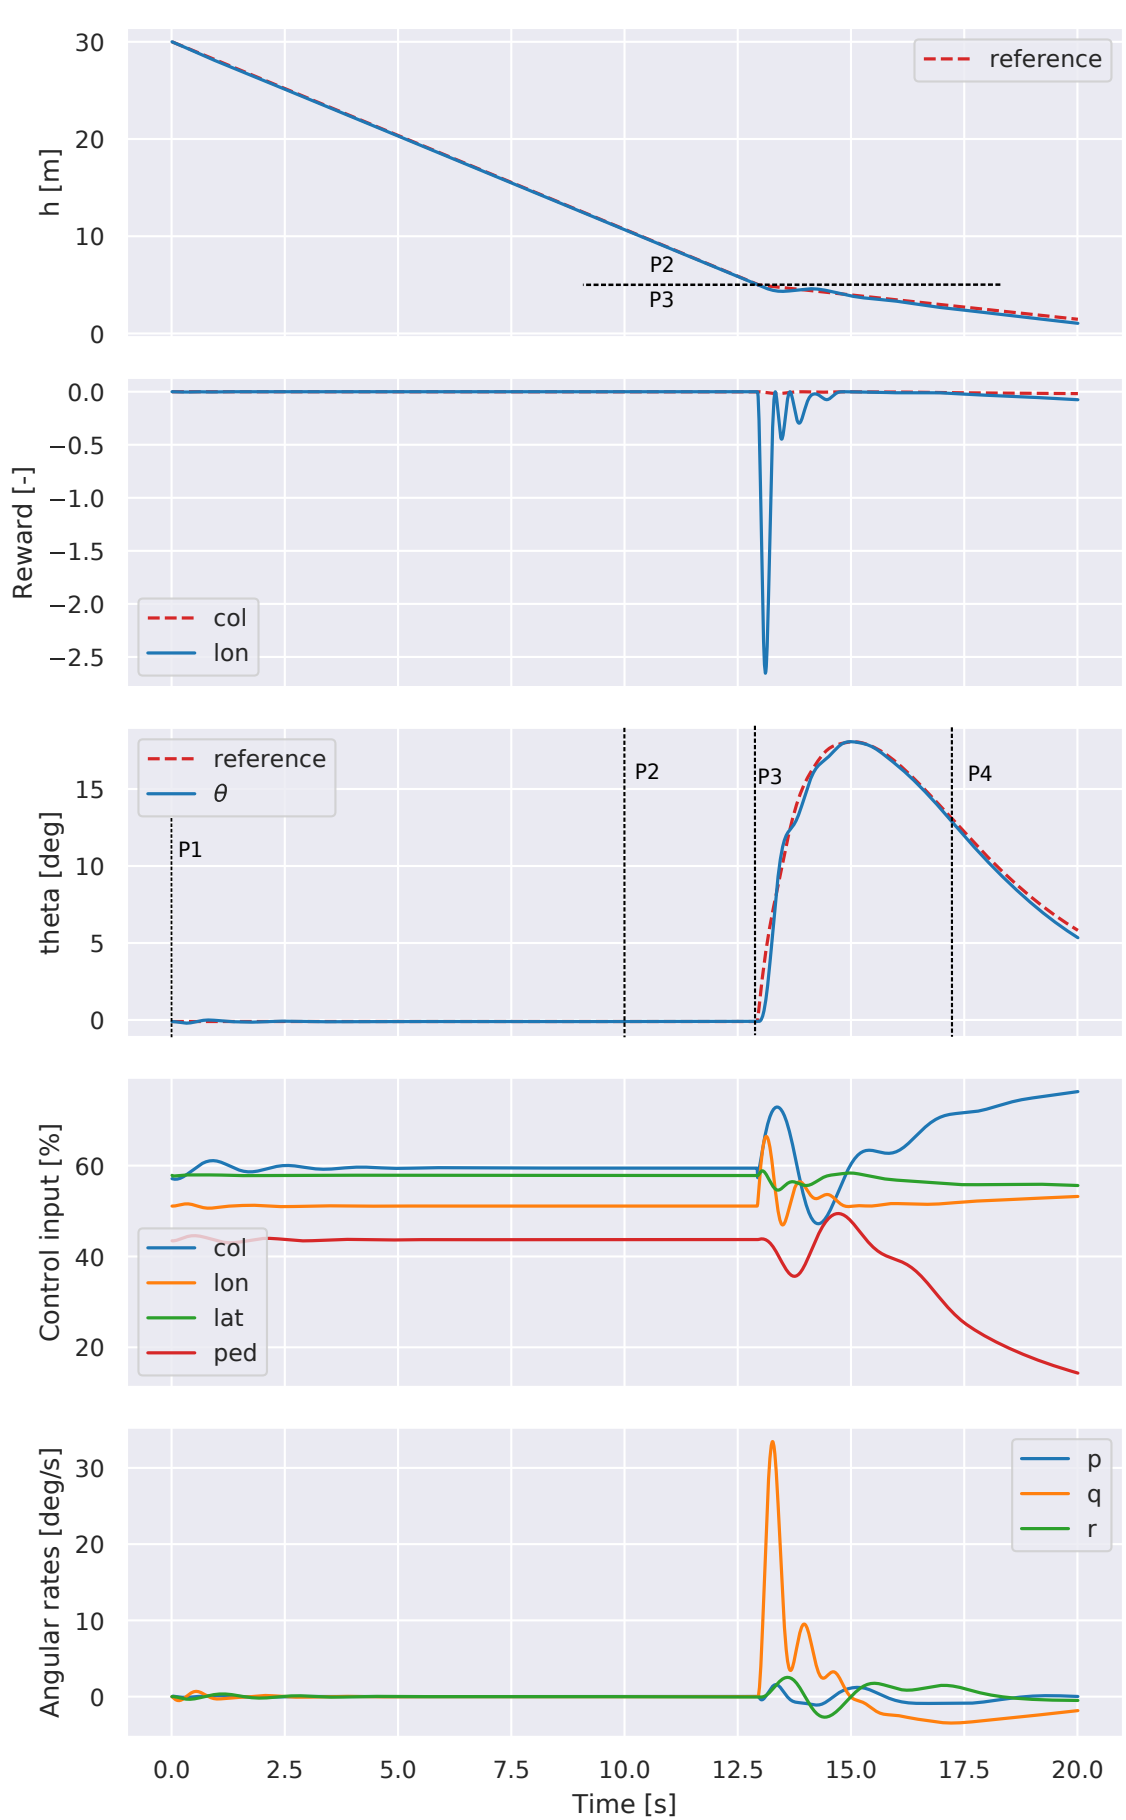 30
20
10
0
h [m]
reference
P2
P3
0.0
−0.5
−1.0
−1.5
−2.0
−2.5
Reward [-]
col
lon
15
10
5
0
theta [deg]
reference
θ
P1
P2
P3
P4
60
40
20
Control input [%]
col
lon
lat
ped
30
20
10
0
Angular rates [deg/s]
p
q
r
0.0 2.5 5.0 7.5 10.0 12.5 15.0 17.5 20.0
Time [s]